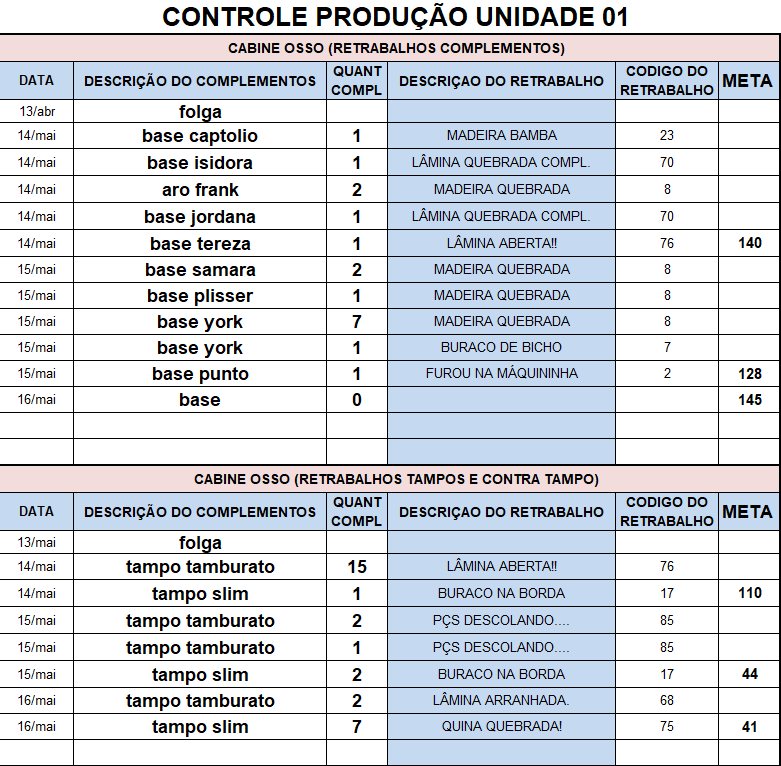 CONTROLE PRODUÇÃO UNIDADE 01
CABINE OSSO (RETRABALHOS COMPLEMENTOS)
DATA DESCRIÇÃO DO COMPLEMENTOS QUANT COMPL DESCRIÇAO DO RETRABALHO CODIGO DO RETRABALHO META
13/abr folga
14/mai base captolio 1 MADEIRA BAMBA 23
14/mai base isidora 1 LÂMINA QUEBRADA COMPL. 70
14/mai aro frank 2 MADEIRA QUEBRADA 8
14/mai base jordana 1 LÂMINA QUEBRADA COMPL. 70
14/mai base tereza 1 LÂMINA ABERTA!! 76 140
15/mai base samara 2 MADEIRA QUEBRADA 8
15/mai base plisser 1 MADEIRA QUEBRADA 8
15/mai base york 7 MADEIRA QUEBRADA 8
15/mai base york 1 BURACO DE BICHO 7
15/mai base punto 1 FUROU NA MÁQUININHA 2 128
16/mai base 0 145
CABINE OSSO (RETRABALHOS TAMPOS E CONTRA TAMPO)
DATA DESCRIÇÃO DO COMPLEMENTOS QUANT COMPL DESCRIÇAO DO RETRABALHO CODIGO DO RETRABALHO META
13/mai folga
14/mai tampo tamburato 15 LÂMINA ABERTA!! 76
14/mai tampo slim 1 BURACO NA BORDA 17 110
15/mai tampo tamburato 2 PÇS DESCOLANDO.... 85
15/mai tampo tamburato 1 PÇS DESCOLANDO.... 85
15/mai tampo slim 2 BURACO NA BORDA 17 44
16/mai tampo tamburato 2 LÂMINA ARRANHADA. 68
16/mai tampo slim 7 QUINA QUEBRADA! 75 41